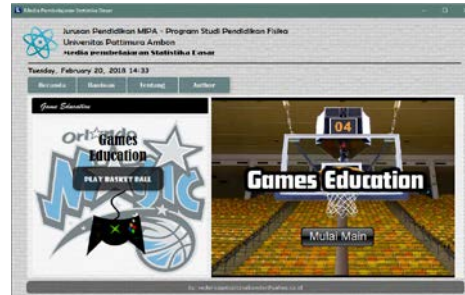 Media Pembelajaran Statistika Dasar
Jurusan Pendidikan MIPA - Program Studi Pendidikan Fisika
Universitas Pattimura Ambon
Media pembelajaran Statistika Dasar
Tuesday, February 20, 2018 14:33
Beranda
Tentang
Author
Game Education
Orlando
Magic
Games
Education
PLAY BASKET BALL
04
Games Education
Mulai Main